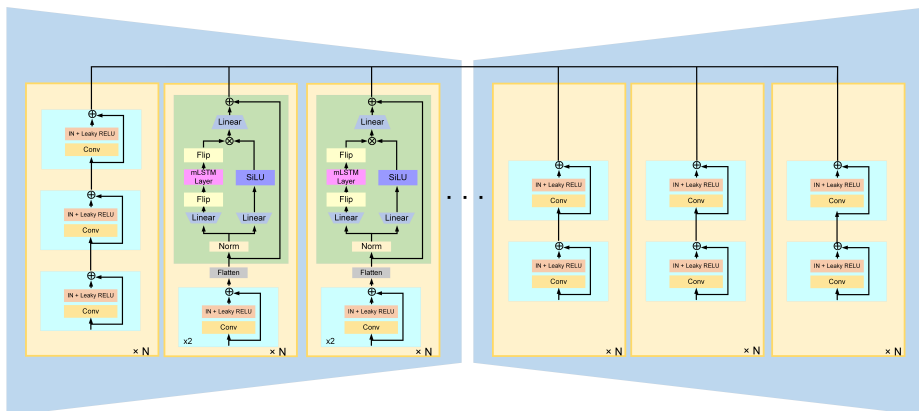 IN + Leaky RELU
Conv
IN + Leaky RELU
Conv
IN + Leaky RELU
Conv
× N
Linear
Flip
mLSTM
Layer
SiLU
Flip
Linear
Linear
Norm
Flatten
IN + Leaky RELU
Conv
x2
× N
Linear
Flip
mLSTM
Layer
SiLU
Flip
Linear
Linear
Norm
Flatten
IN + Leaky RELU
Conv
x2
× N
. . .
IN + Leaky RELU
Conv
IN + Leaky RELU
Conv
× N
IN + Leaky RELU
Conv
IN + Leaky RELU
Conv
× N
IN + Leaky RELU
Conv
IN + Leaky RELU
Conv
× N